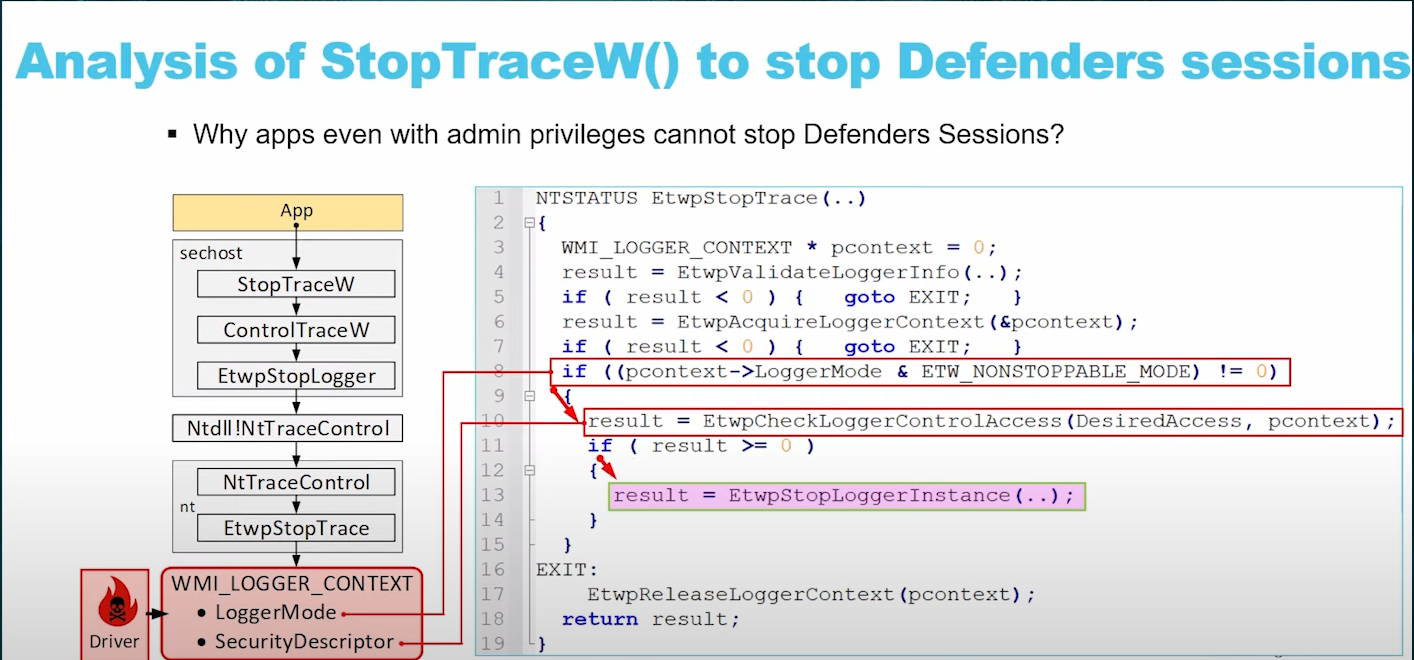 Analysis of StopTraceW() to stop Defenders sessions
▪ Why apps even with admin privileges cannot stop Defenders Sessions?
App
sechost
StopTraceW
ControlTraceW
EtwpStopLogger
Ntdll!NtTraceControl
NtTraceControl
nt
EtwpStopTrace
WMI_LOGGER_CONTEXT
• LoggerMode
• SecurityDescriptor
Driver
1 NTSTATUS EtwpStopTrace(..)
2 {
3 WMI_LOGGER_CONTEXT * pcontext = 0;
4 result = EtwpValidateLoggerInfo(..);
5 if ( result < 0 ) { goto EXIT; }
6 result = EtwpAcquireLoggerContext(&pcontext);
7 if ( result < 0 ) { goto EXIT; }
8 if ((pcontext->LoggerMode & ETW_NONSTOPPABLE_MODE) != 0)
9 {
10 result = EtwpCheckLoggerControlAccess(DesiredAccess, pcontext);
11 if ( result >= 0 )
12 {
13 result = EtwpStopLoggerInstance(..);
14 }
15 }
16 EXIT:
17 EtwpReleaseLoggerContext(pcontext);
18 return result;
19 }